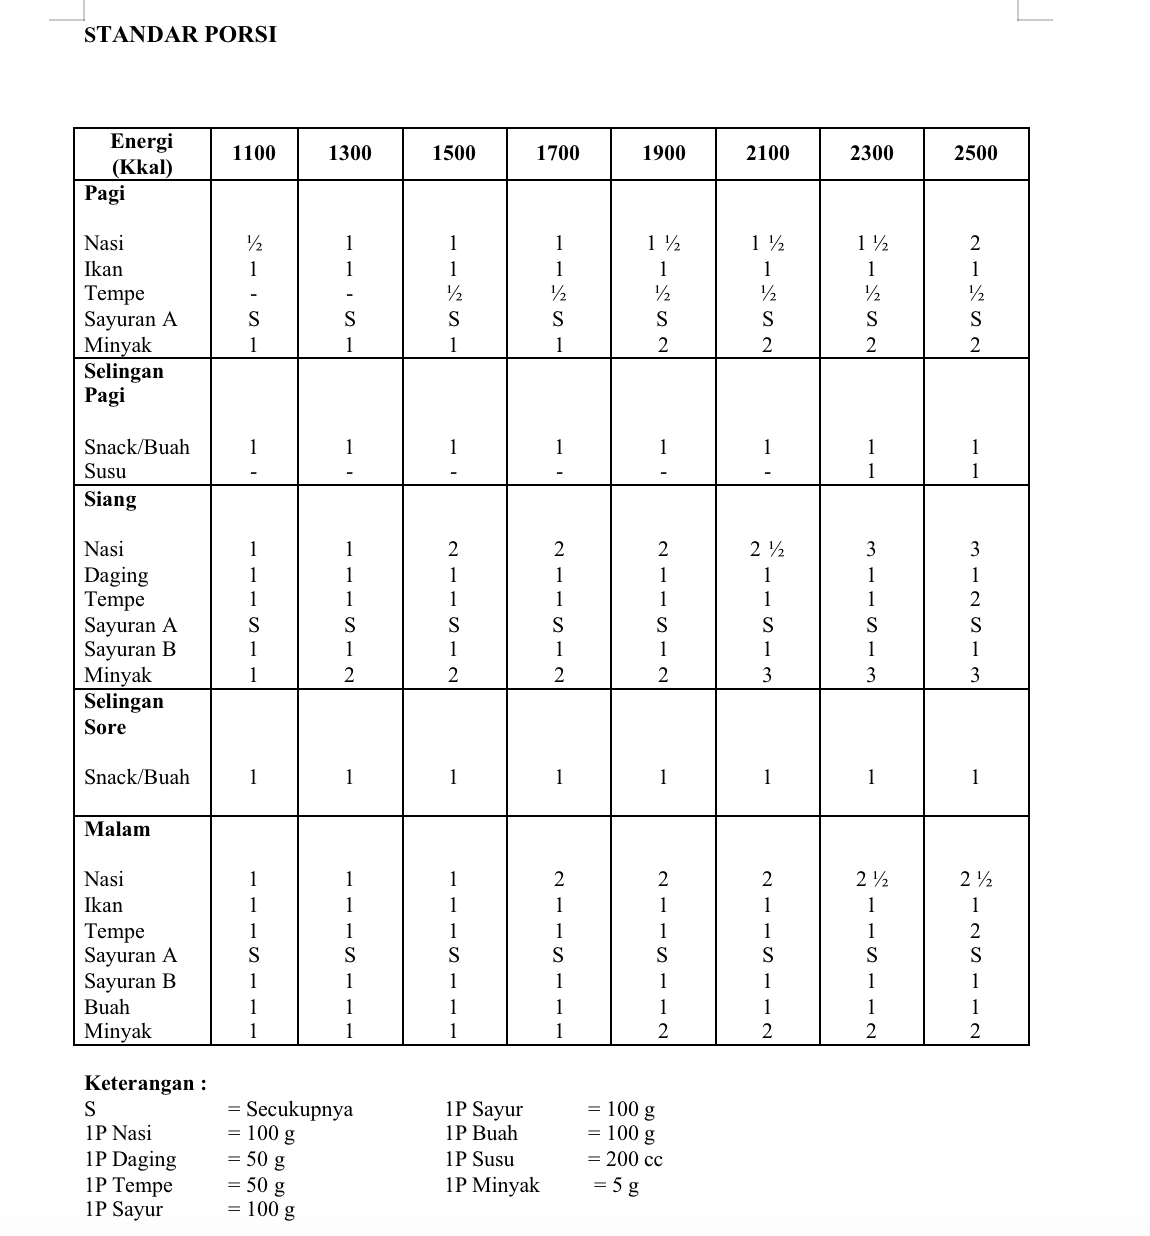 STANDAR PORSI
Energi (Kkal) 1100 1300 1500 1700 1900 2100 2300 2500
Pagi
Nasi ½ 1 1 1 1 ½ 1 ½ 1 ½ 2
Ikan 1 1 1 1 1 1 1 1
Tempe - - ½ ½ ½ ½ ½ ½
Sayuran A S S S S S S S S
Minyak 1 1 1 1 2 2 2 2
Selingan
Pagi
Snack/Buah 1 1 1 1 1 1 1 1
Susu - - - - - - 1 1
Siang
Nasi 1 1 2 2 2 2 ½ 3 3
Daging 1 1 1 1 1 1 1 1
Tempe 1 1 1 1 1 1 1 2
Sayuran A S S S S S S S S
Sayuran B 1 1 1 1 1 1 1 1
Minyak 1 2 2 2 2 3 3 3
Selingan
Sore
Snack/Buah 1 1 1 1 1 1 1 1
Malam
Nasi 1 1 1 2 2 2 2 ½ 2 ½
Ikan 1 1 1 1 1 1 1 1
Tempe 1 1 1 1 1 1 1 2
Sayuran A S S S S S S S S
Sayuran B 1 1 1 1 1 1 1 1
Buah 1 1 1 1 1 1 1 1
Minyak 1 1 1 1 2 2 2 2
Keterangan :
S = Secukupnya 1P Sayur = 100 g
1P Nasi = 100 g 1P Buah = 100 g
1P Daging = 50 g 1P Susu = 200 cc
1P Tempe = 50 g 1P Minyak = 5 g
1P Sayur = 100 g